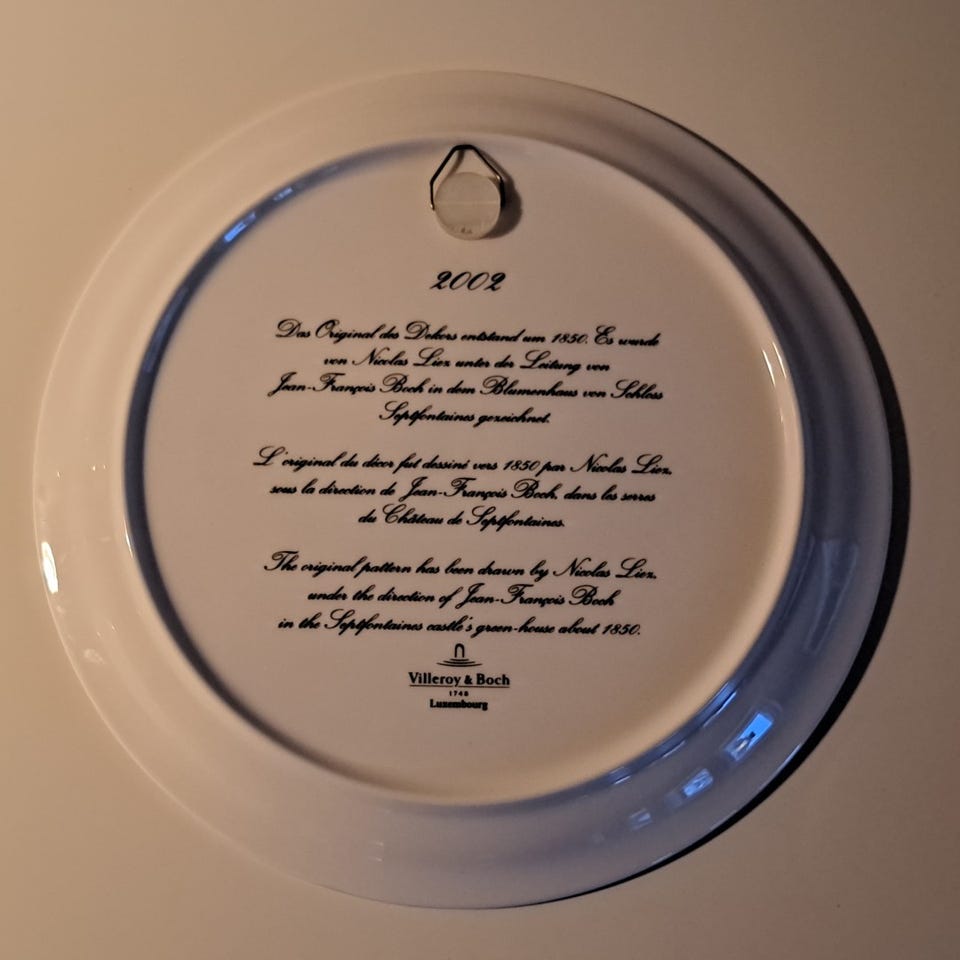 2002
Das Original des Dekors entstand um 1850. Es wurde
von Nicolas Liez unter der Leitung von
Jean-François Boch in dem Blumenhaus von Schloss
Septfontaines gezeichnet.
L'original du décor fut dessiné vers 1850 par Nicolas Liez,
sous la direction de Jean-François Boch, dans les serres
du Château de Septfontaines.
The original pattern has been drawn by Nicolas Liez,
under the direction of Jean-François Boch
in the Septfontaines castle's green-house about 1850.
Villeroy & Boch
1748
Luxembourg